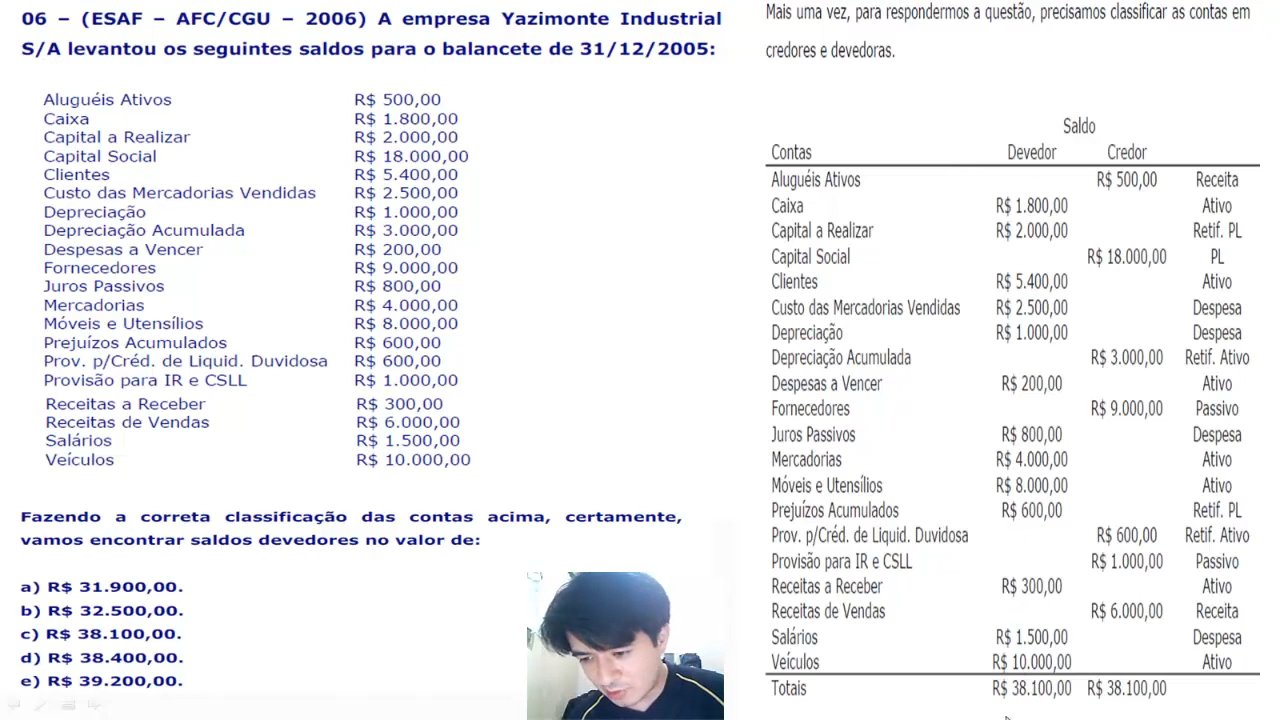 06 – (ESAF – AFC/CGU – 2006) A empresa Yazimonte Industrial
S/A levantou os seguintes saldos para o balancete de 31/12/2005:
Aluguéis Ativos R$ 500,00
Caixa R$ 1.800,00
Capital a Realizar R$ 2.000,00
Capital Social R$ 18.000,00
Clientes R$ 5.400,00
Custo das Mercadorias Vendidas R$ 2.500,00
Depreciação R$ 1.000,00
Depreciação Acumulada R$ 3.000,00
Despesas a Vencer R$ 200,00
Fornecedores R$ 9.000,00
Juros Passivos R$ 800,00
Mercadorias R$ 4.000,00
Móveis e Utensílios R$ 8.000,00
Prejuízos Acumulados R$ 600,00
Prov. p/Créd. de Liquid. Duvidosa R$ 600,00
Provisão para IR e CSLL R$ 1.000,00
Receitas a Receber R$ 300,00
Receitas de Vendas R$ 6.000,00
Salários R$ 1.500,00
Veículos R$ 10.000,00
Fazendo a correta classificação das contas acima, certamente,
vamos encontrar saldos devedores no valor de:
a) R$ 31.900,00.
b) R$ 32.500,00.
c) R$ 38.100,00.
d) R$ 38.400,00.
e) R$ 39.200,00.
Mais uma vez, para respondermos a questão, precisamos classificar as contas em
credores e devedoras.
Saldo
Contas Devedor Credor
Aluguéis Ativos R$ 500,00 Receita
Caixa R$ 1.800,00 Ativo
Capital a Realizar R$ 2.000,00 Retif. PL
Capital Social R$ 18.000,00 PL
Clientes R$ 5.400,00 Ativo
Custo das Mercadorias Vendidas R$ 2.500,00 Despesa
Depreciação R$ 1.000,00 Despesa
Depreciação Acumulada R$ 3.000,00 Retif. Ativo
Despesas a Vencer R$ 200,00 Ativo
Fornecedores R$ 9.000,00 Passivo
Juros Passivos R$ 800,00 Despesa
Mercadorias R$ 4.000,00 Ativo
Móveis e Utensílios R$ 8.000,00 Ativo
Prejuízos Acumulados R$ 600,00 Retif. PL
Prov. p/Créd. de Liquid. Duvidosa R$ 600,00 Retif. Ativo
Provisão para IR e CSLL R$ 1.000,00 Passivo
Receitas a Receber R$ 300,00 Ativo
Receitas de Vendas R$ 6.000,00 Receita
Salários R$ 1.500,00 Despesa
Veículos R$ 10.000,00 Ativo
Totais R$ 38.100,00 R$ 38.100,00